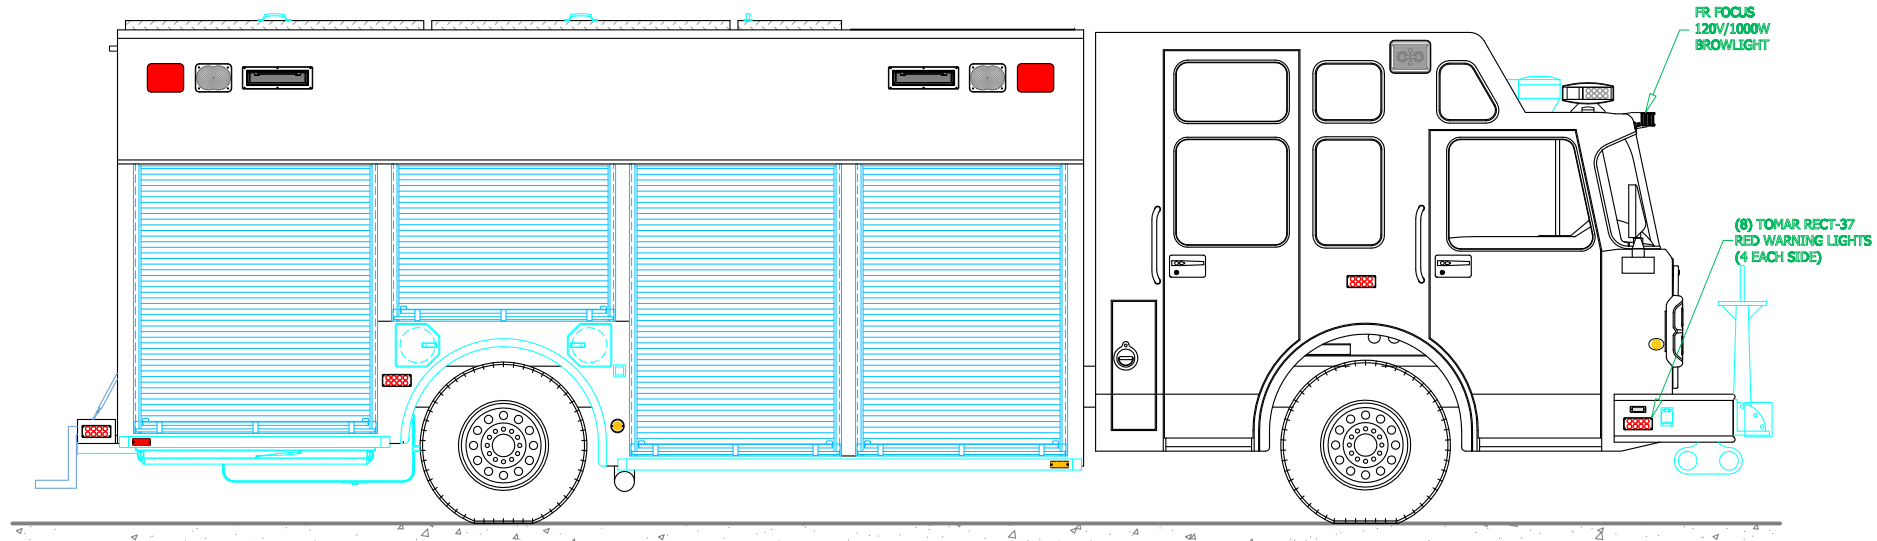 FR FOCUS
120V/1000W
BROWLIGHT
(8) TOMAR RECT-37
RED WARNING LIGHTS
(4 EACH SIDE)